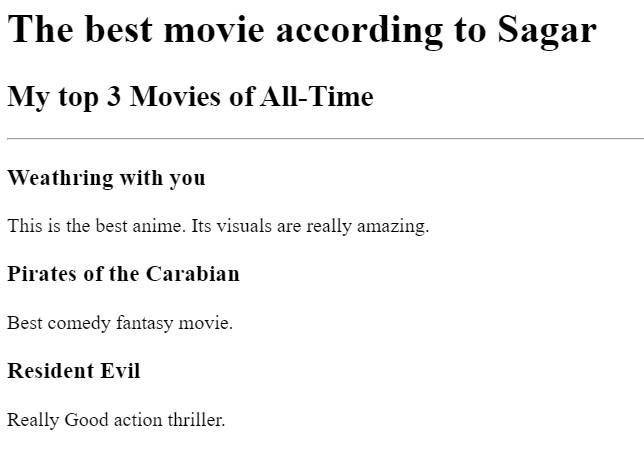 The best movie according to Sagar
My top 3 Movies of All-Time
Weathring with you
This is the best anime. Its visuals are really amazing.
Pirates of the Carabian
Best comedy fantasy movie.
Resident Evil
Really Good action thriller.